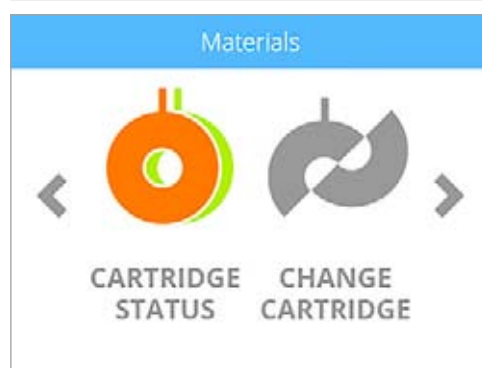 Materials
CARTRIDGE
STATUS
CHANGE
CARTRIDGE